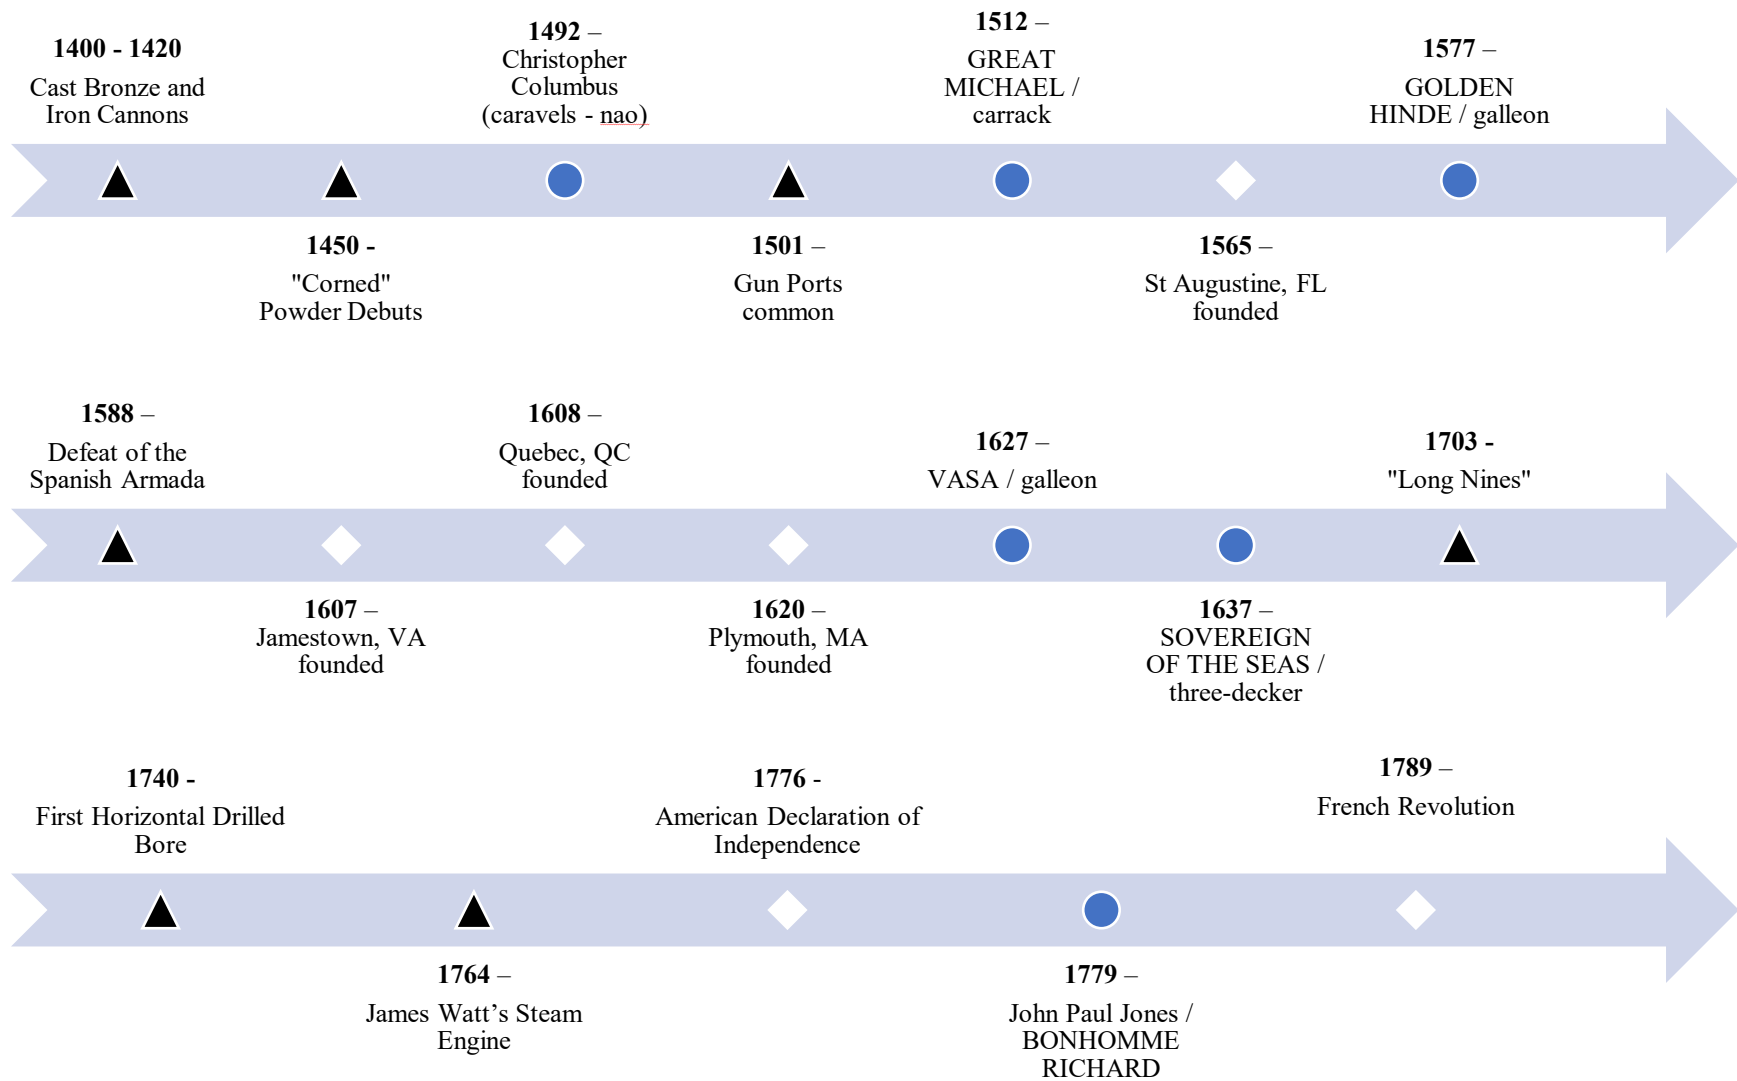 1400 - 1420
Cast Bronze and
Iron Cannons
1492 –
Christopher
Columbus
(caravels - nao)
1512 –
GREAT
MICHAEL /
carrack
1577 –
GOLDEN
HINDE / galleon
1450 -
"Corned"
Powder Debuts
1501 –
Gun Ports
common
1565 –
St Augustine, FL
founded
1588 –
Defeat of the
Spanish Armada
1608 –
Quebec, QC
founded
1627 –
VASA / galleon
1703 -
"Long Nines"
1607 –
Jamestown, VA
founded
1620 –
Plymouth, MA
founded
1637 –
SOVEREIGN
OF THE SEAS /
three-decker
1740 -
First Horizontal Drilled
Bore
1776 -
American Declaration of
Independence
1789 –
French Revolution
1764 –
James Watt’s Steam
Engine
1779 –
John Paul Jones /
BONHOMME
RICHARD